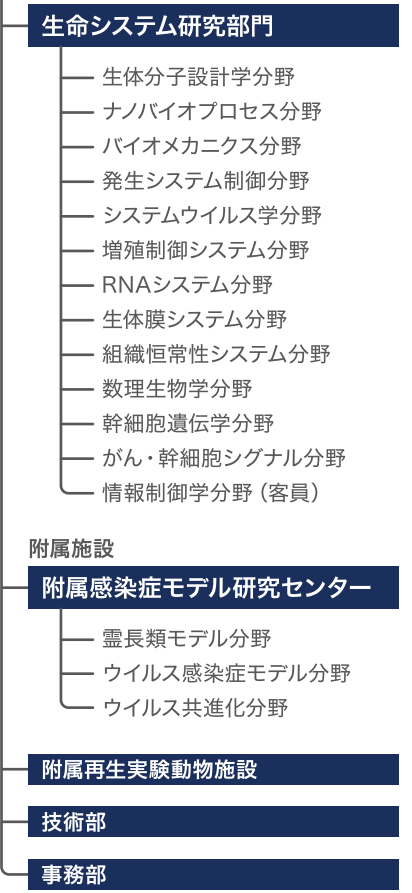 生命システム研究部門
生体分子設計学分野
ナノバイオプロセス分野
バイオメカニクス分野
発生システム制御分野
システムウイルス学分野
増殖制御システム分野
RNAシステム分野
生体膜システム分野
組織恒常性システム分野
数理生物学分野
幹細胞遺伝学分野
がん・幹細胞シグナル分野
情報制御学分野（客員）
附属施設
附属感染症モデル研究センター
霊長類モデル分野
ウイルス感染症モデル分野
ウイルス共進化分野
附属再生実験動物施設
技術部
事務部